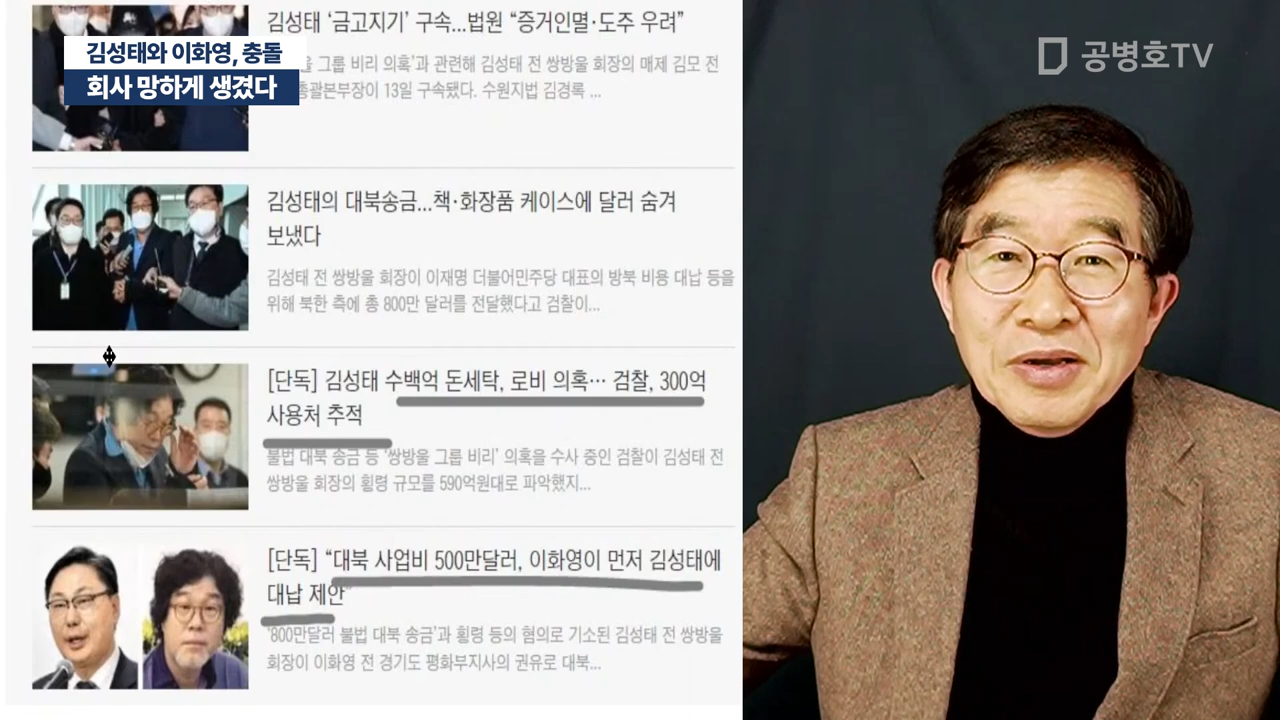 김성태 ‘금고지기’ 구속...법원 “증거인멸·도주 우려”
김성태와 이화영, 충돌
회사 망하게 생겼다
그룹 비리 의혹’과 관련해 김성태 전 쌍방울 회장의 매제 김모 전
총괄본부장이 13일 구속됐다. 수원지법 김경록 ...
공병호TV
김성태의 대북송금...책·화장품 케이스에 달러 숨겨
보냈다
김성태 전 쌍방울 회장이 이재명 더불어민주당 대표의 방북 비용 대납 등을
위해 북한 측에 총 800만 달러를 전달했다고 검찰이...
[단독] 김성태 수백억 돈세탁, 로비 의혹… 검찰, 300억
사용처 추적
불법 대북 송금 등 ‘쌍방울 그룹 비리’ 의혹을 수사 중인 검찰이 김성태 전
쌍방울 회장의 횡령 규모를 590억원대로 파악했지...
[단독] “대북 사업비 500만달러, 이화영이 먼저 김성태에
대납 제안”
‘800만달러 불법 대북 송금’과 횡령 등의 혐의로 기소된 김성태 전 쌍방울
회장이 이화영 전 경기도 평화부지사의 권유로 대북...